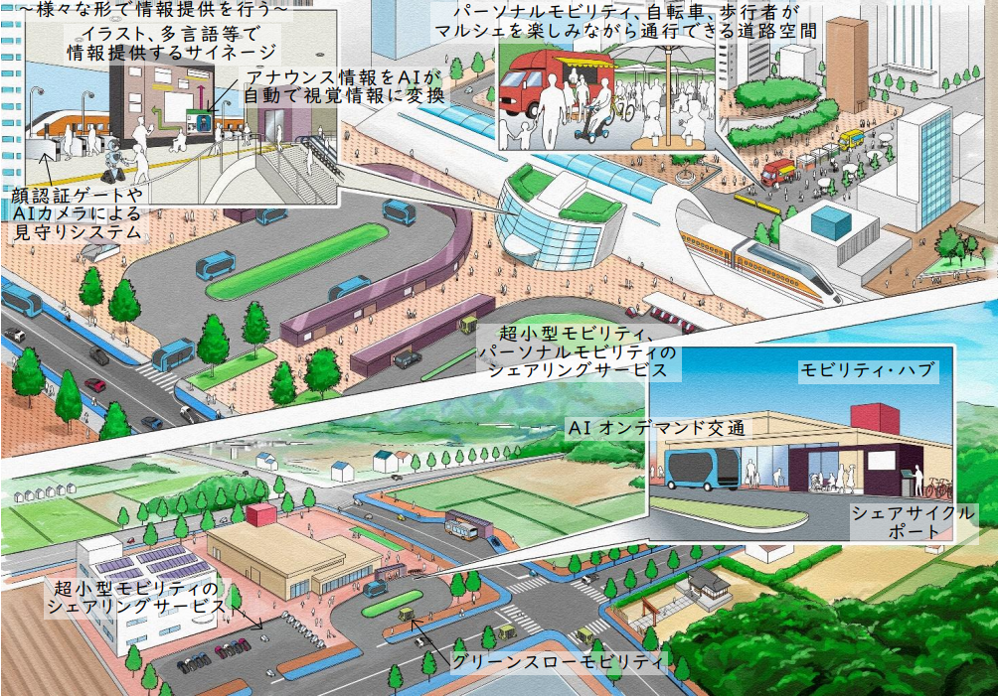 ～様々な形で情報提供を行う～
イラスト、多言語等で
情報提供するサイネージ
アナウンス情報をAIが
自動で視覚情報に変換
顔認証ゲートや
AIカメラによる
見守りシステム
パーソナルモビリティ、自転車、歩行者が
マルシェを楽しみながら通行できる道路空間
超小型モビリティ、
パーソナルモビリティの
シェアリングサービス
モビリティ・ハブ
AIオンデマンド交通
シェアサイクル
ポート
超小型モビリティの
シェアリングサービス
グリーンスローモビリティ